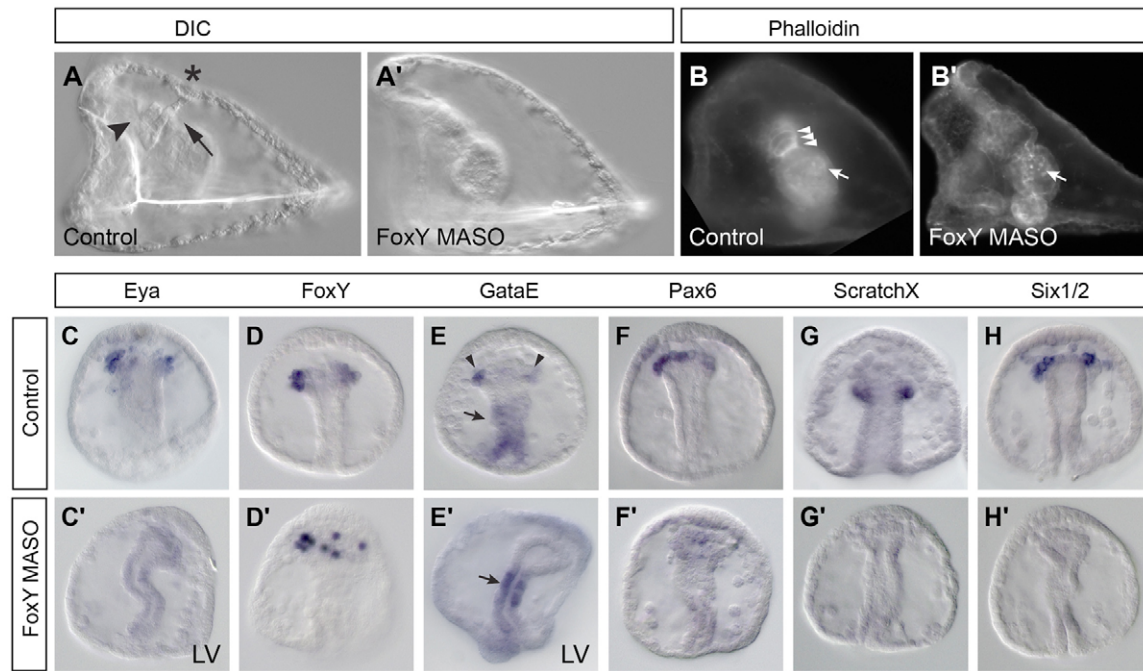 DIC Phalloidin
A * A' B B'
Control FoxY MASO Control FoxY MASO
Eya FoxY GataE Pax6 ScratchX Six1/2
Control
C D E F G H
FoxY MASO
C' D' E' F' G' H'
LV LV